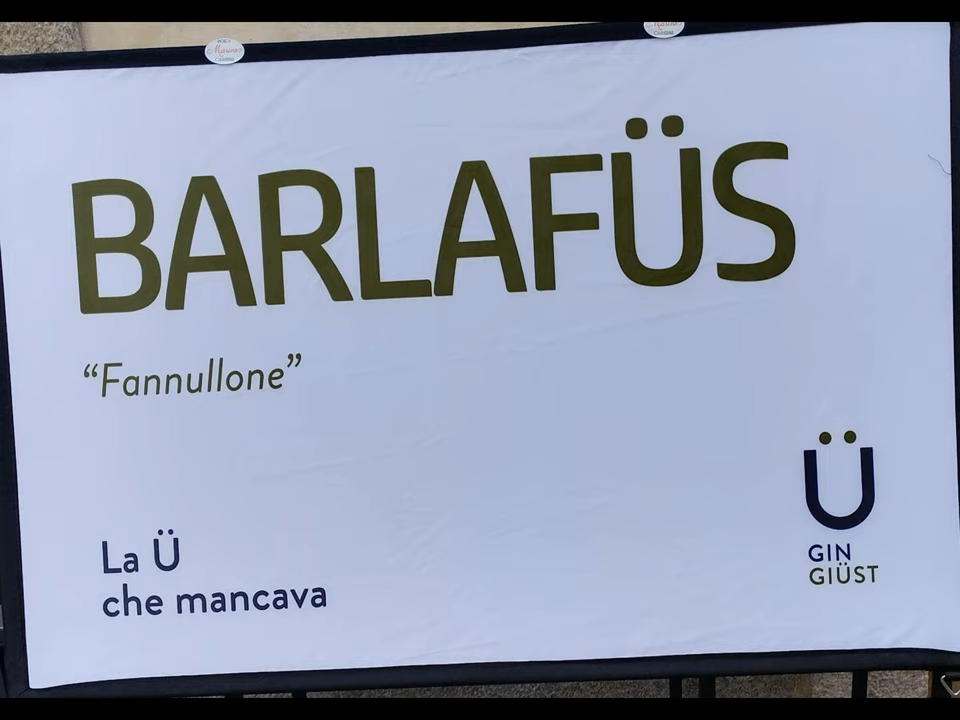 BARLAFÜS
“Fannullone”
La Ü
che mancava
Ü
GIN
GIÜST